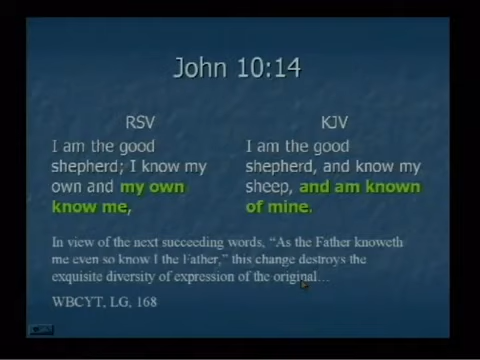 John 10:14
RSV
I am the good
shepherd; I know my
own and my own
know me,
KJV
I am the good
shepherd, and know my
sheep, and am known
of mine.
In view of the next succeeding words, “As the Father knoweth
me even so know I the Father,” this change destroys the
exquisite diversity of expression of the original...
WBCYT, LG, 168